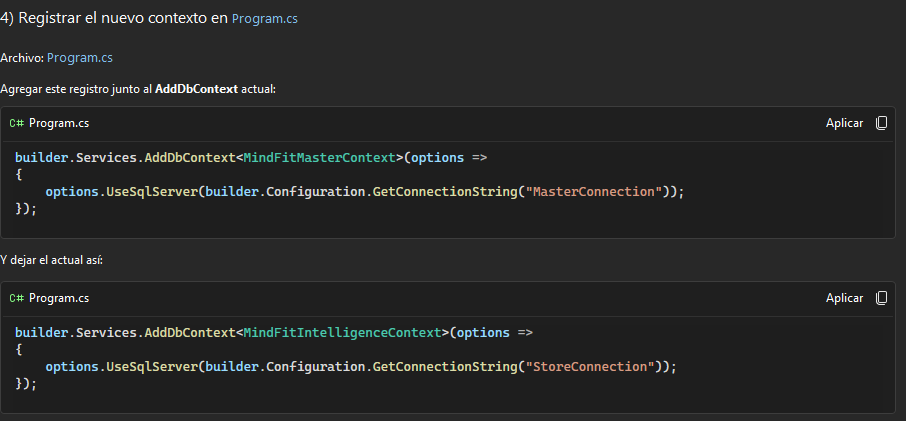 4) Registrar el nuevo contexto en Program.cs
Archivo: Program.cs
Agregar este registro junto al AddDbContext actual:
C# Program.cs Aplicar
builder.Services.AddDbContext<MindFitMasterContext>(options =>
{
    options.UseSqlServer(builder.Configuration.GetConnectionString("MasterConnection"));
});
Y dejar el actual así:
C# Program.cs Aplicar
builder.Services.AddDbContext<MindFitIntelligenceContext>(options =>
{
    options.UseSqlServer(builder.Configuration.GetConnectionString("StoreConnection"));
});